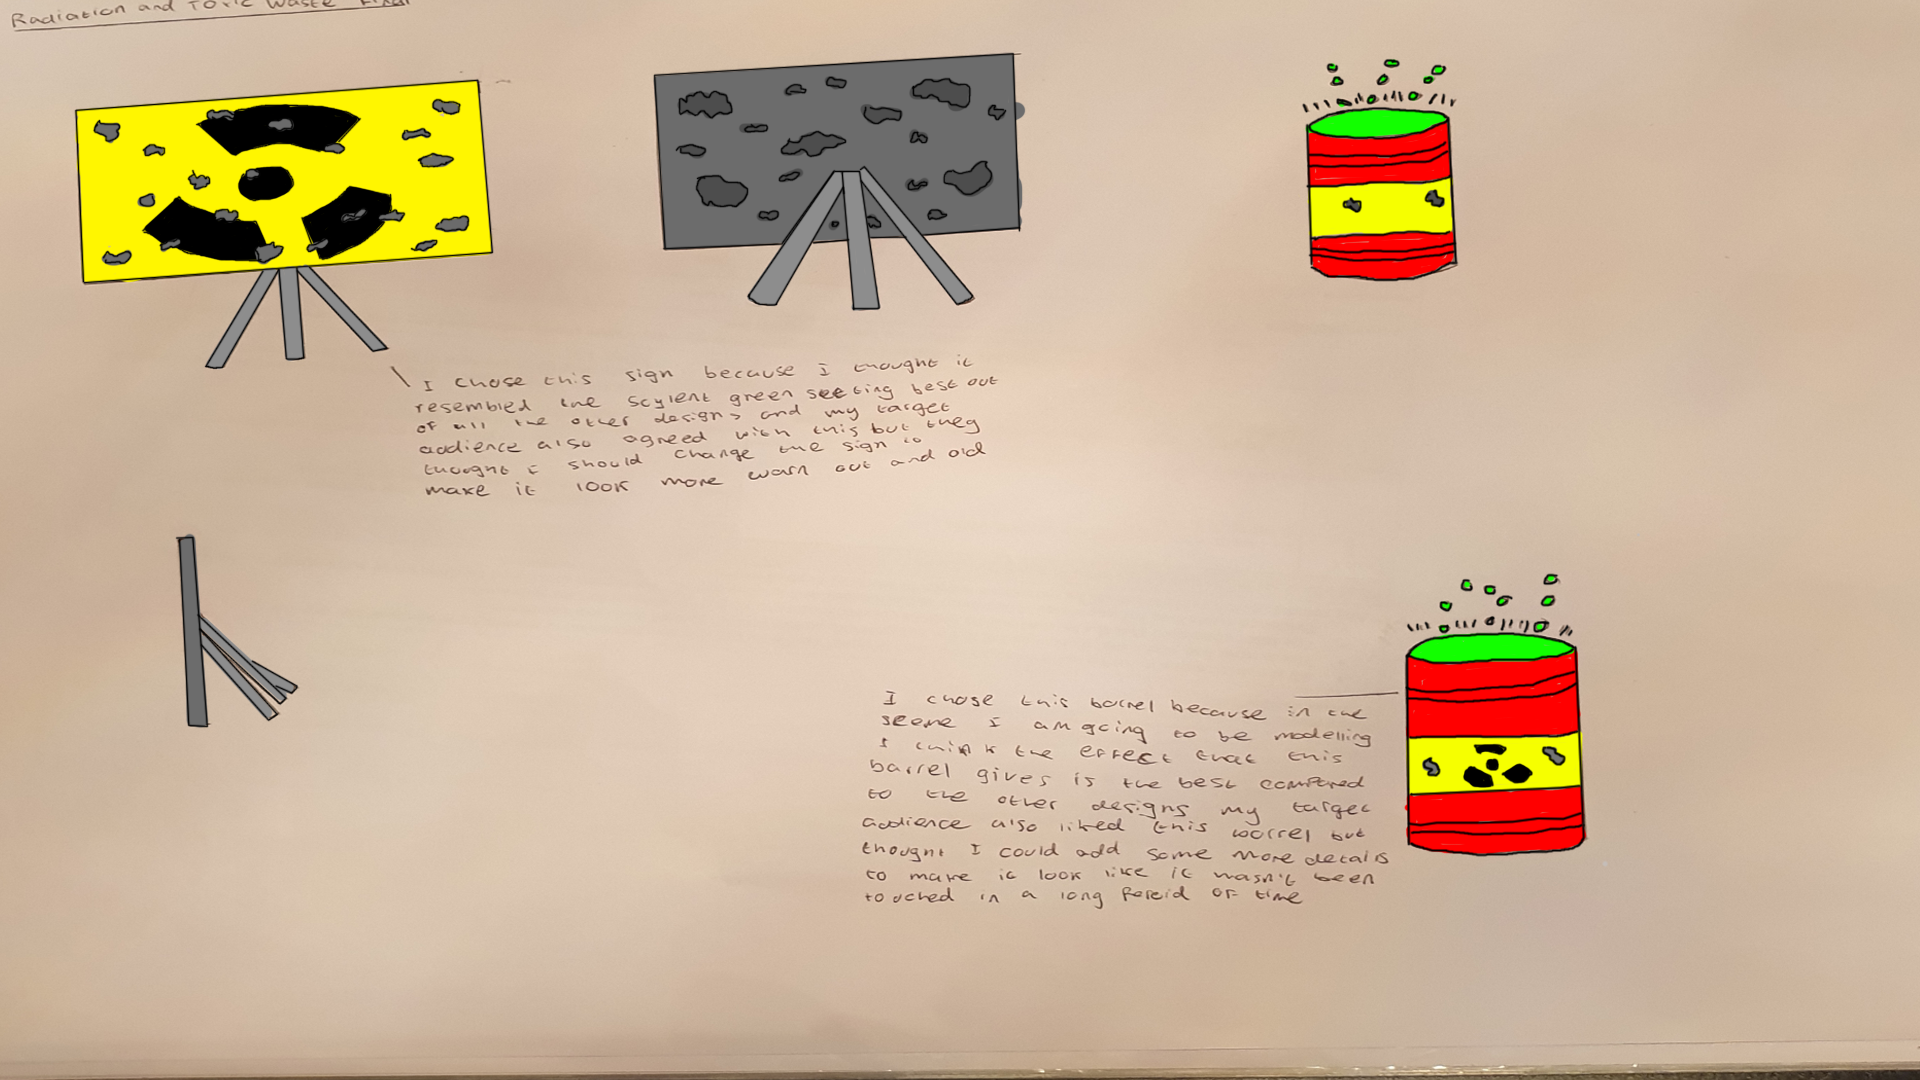 Radiation and Toxic Waste Final
I chose this sign because I thought it
resembled the scylent green seeting best out
of all the other designs and my target
audience also agreed with this but they
thought I should change the sign to
make it look more worn out and old
I chose this barrel because in the
scene I am going to be modelling
I think the effect that this
barrel gives is the best compared
to the other designs my target
audience also liked this barrel but
thought I could add some more details
to make it look like it wasn't been
touched in a long pereid of time